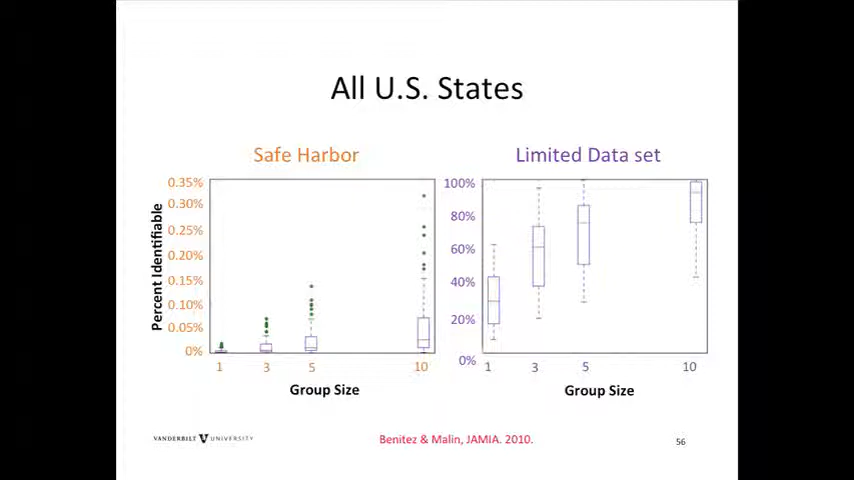 All U.S. States
Safe Harbor
Limited Data set
Percent Identifiable
0.35%
0.30%
0.25%
0.20%
0.15%
0.10%
0.05%
0%
1 3 5 10
Group Size
100%
80%
60%
40%
20%
0%
1 3 5 10
Group Size
VANDERBILT V UNIVERSITY
Benitez & Malin, JAMIA. 2010.
56